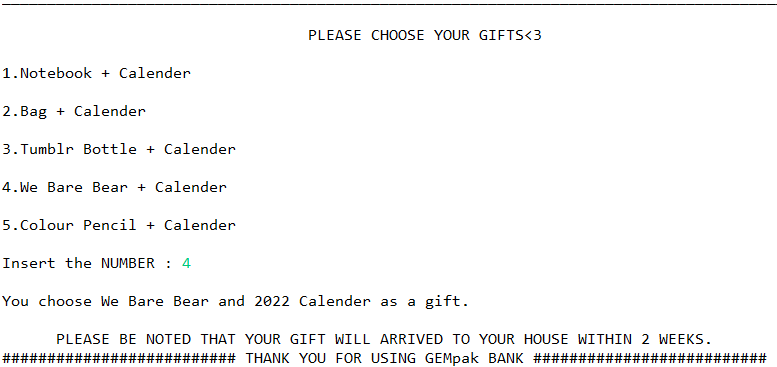 PLEASE CHOOSE YOUR GIFTS<3
1.Notebook + Calender
2.Bag + Calender
3.Tumblr Bottle + Calender
4.We Bare Bear + Calender
5.Colour Pencil + Calender
Insert the NUMBER : 4
You choose We Bare Bear and 2022 Calender as a gift.
PLEASE BE NOTED THAT YOUR GIFT WILL ARRIVED TO YOUR HOUSE WITHIN 2 WEEKS.
########################## THANK YOU FOR USING GEMpak BANK ##########################